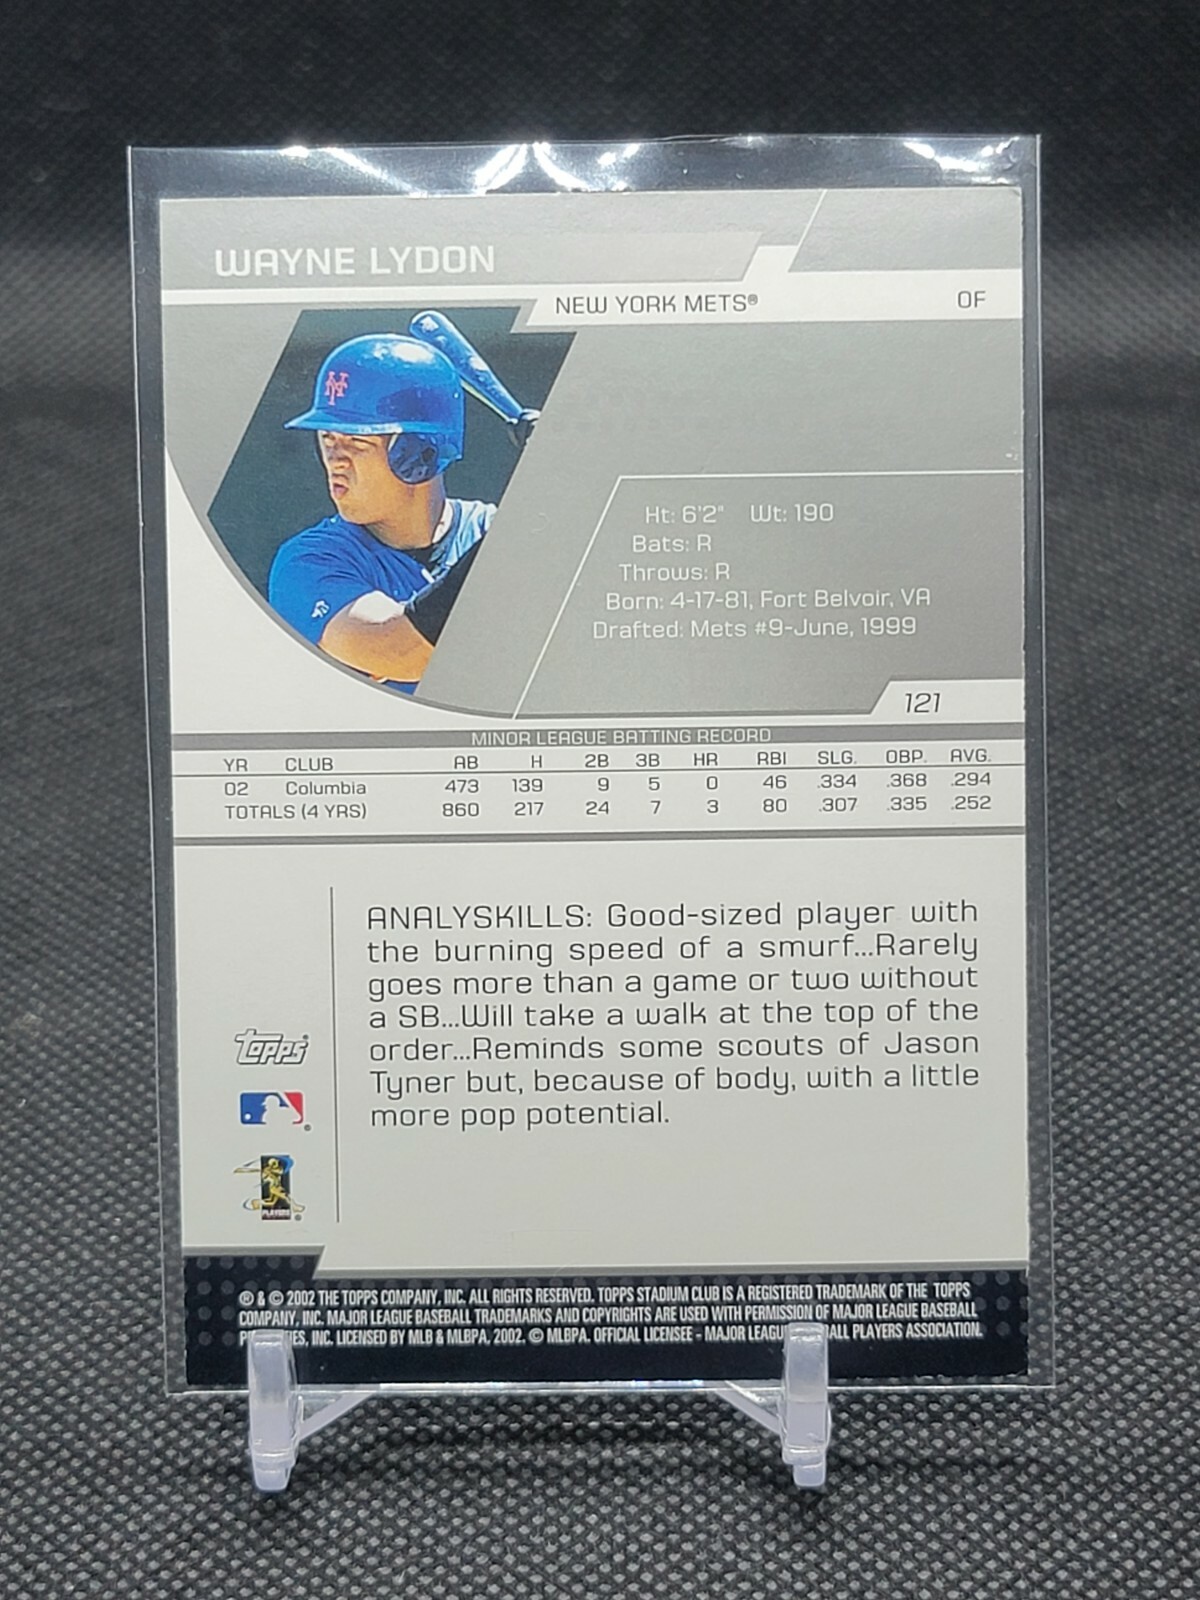 WAYNE LYDON
NEW YORK METS® OF
Ht: 6'2" Wt: 190
Bats: R
Throws: R
Born: 4-17-81, Fort Belvoir, VA
Drafted: Mets #9-June, 1999
121
MINOR LEAGUE BATTING RECORD
YR CLUB AB H 2B 3B HR RBI SLG. OBP. AVG.
02 Columbia 473 139 9 5 0 46 .334 .368 .294
TOTALS (4 YRS) 860 217 24 7 3 80 .307 .335 .252
ANALYSKILLS: Good-sized player with
the burning speed of a smurf...Rarely
goes more than a game or two without
a SB...Will take a walk at the top of the
order...Reminds some scouts of Jason
Tyner but, because of body, with a little
more pop potential.
Topps®
PLAYERS
® & © 2002 THE TOPPS COMPANY, INC. ALL RIGHTS RESERVED. TOPPS STADIUM CLUB IS A REGISTERED TRADEMARK OF THE TOPPS
COMPANY, INC. MAJOR LEAGUE BASEBALL TRADEMARKS AND COPYRIGHTS ARE USED WITH PERMISSION OF MAJOR LEAGUE BASEBALL
INC. LICENSED BY MLB & MLBPA, 2002. © MLBPA. OFFICIAL LICENSEE - MAJOR PLAYERS ASSOCIATION.